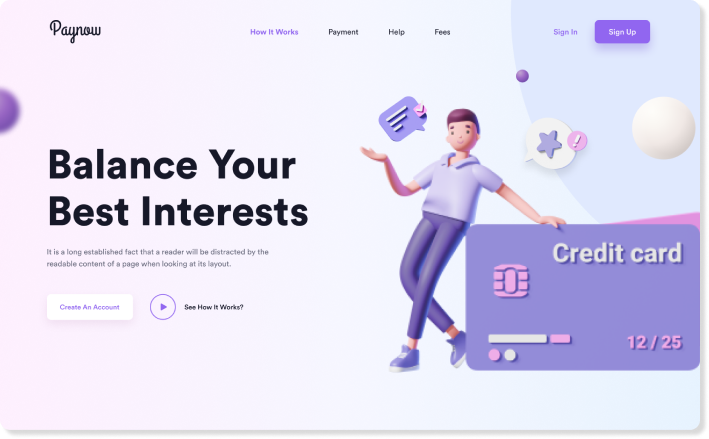 Paynow
How It Works
Payment
Help
Fees
Sign In
Sign Up
Balance Your
Best Interests
It is a long established fact that a reader will be distracted by the
readable content of a page when looking at its layout.
Create An Account
See How It Works?
Credit card
12 / 25